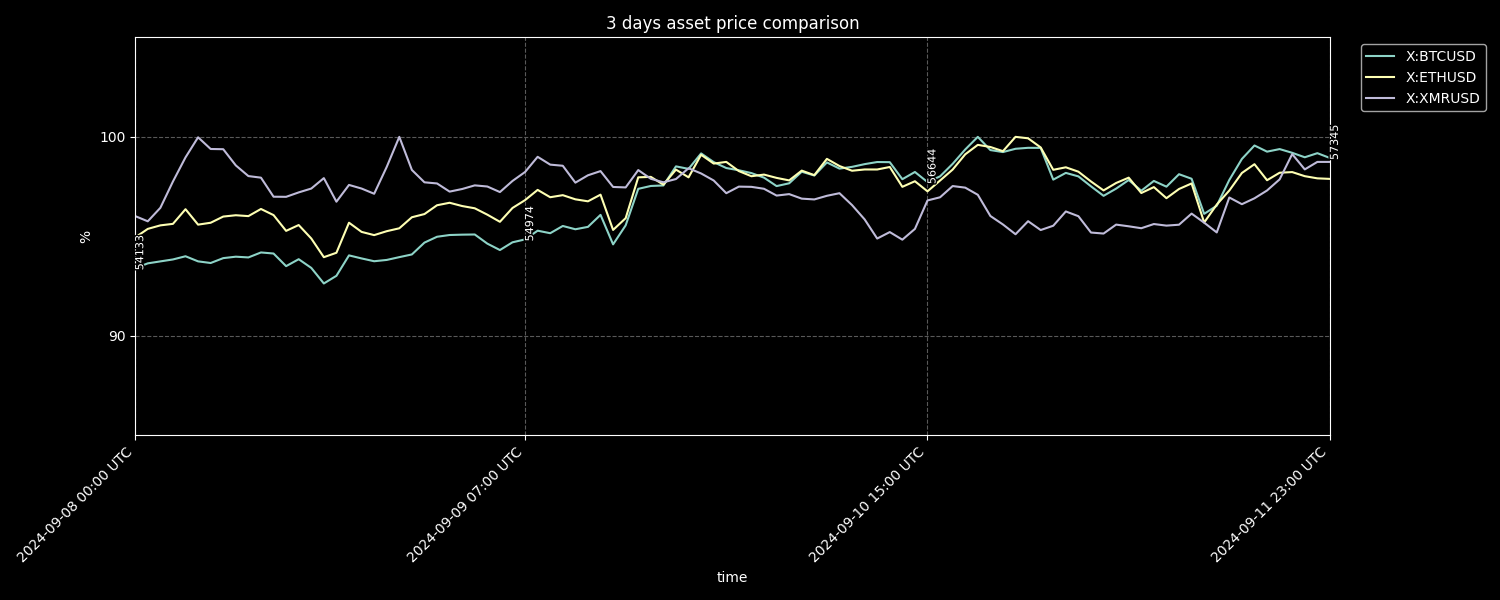 3 days asset price comparison
X:BTCUSD
X:ETHUSD
X:XMRUSD
57345
100
56644
54974
%
54133
90
2024-09-08 00:00 UTC
2024-09-09 07:00 UTC
2024-09-10 15:00 UTC
2024-09-11 23:00 UTC
time